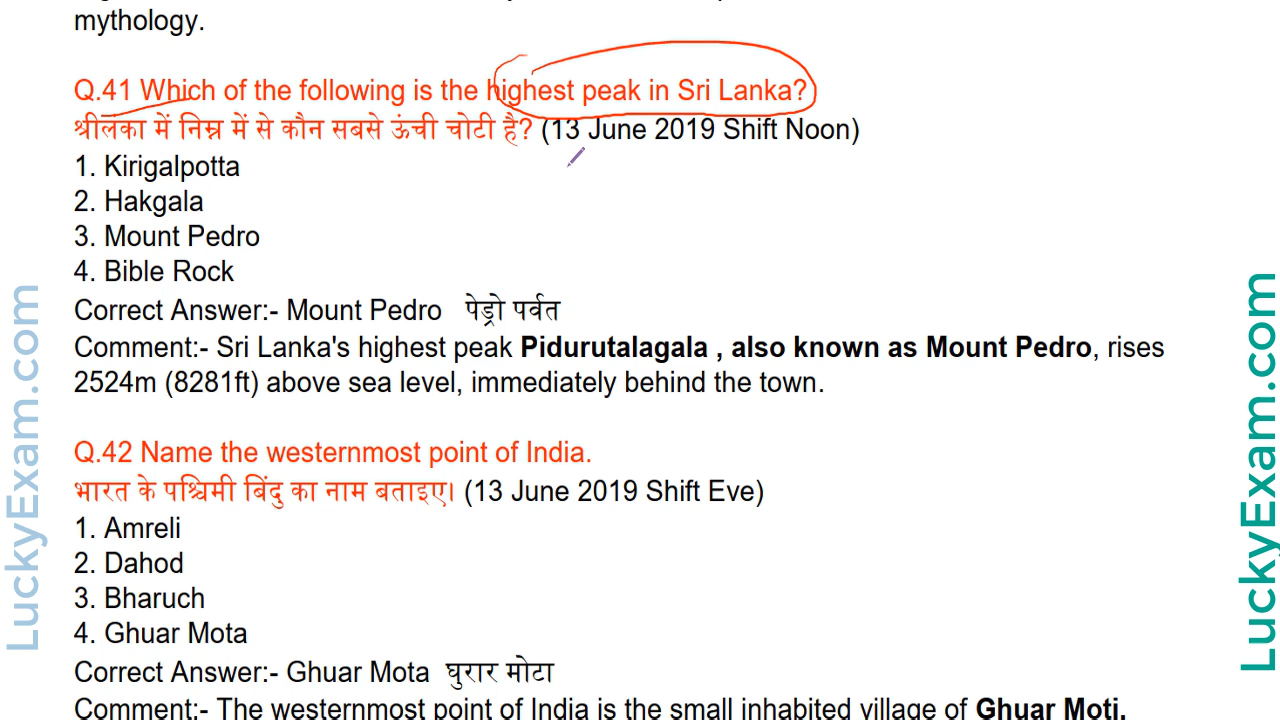 mythology.
Q.41 Which of the following is the highest peak in Sri Lanka?
श्रीलंका में निम्न में से कौन सबसे ऊंची चोटी है? (13 June 2019 Shift Noon)
1. Kirigalpotta
2. Hakgala
3. Mount Pedro
4. Bible Rock
Correct Answer:- Mount Pedro पेड्रो पर्वत
Comment:- Sri Lanka's highest peak Pidurutalagala , also known as Mount Pedro, rises
2524m (8281ft) above sea level, immediately behind the town.
Q.42 Name the westernmost point of India.
भारत के पश्चिमी बिंदु का नाम बताइए। (13 June 2019 Shift Eve)
1. Amreli
2. Dahod
3. Bharuch
4. Ghuar Mota
Correct Answer:- Ghuar Mota घुरार मोटा
Comment:- The westernmost point of India is the small inhabited village of Ghuar Moti,
LuckyExam.com
LuckyExam.com